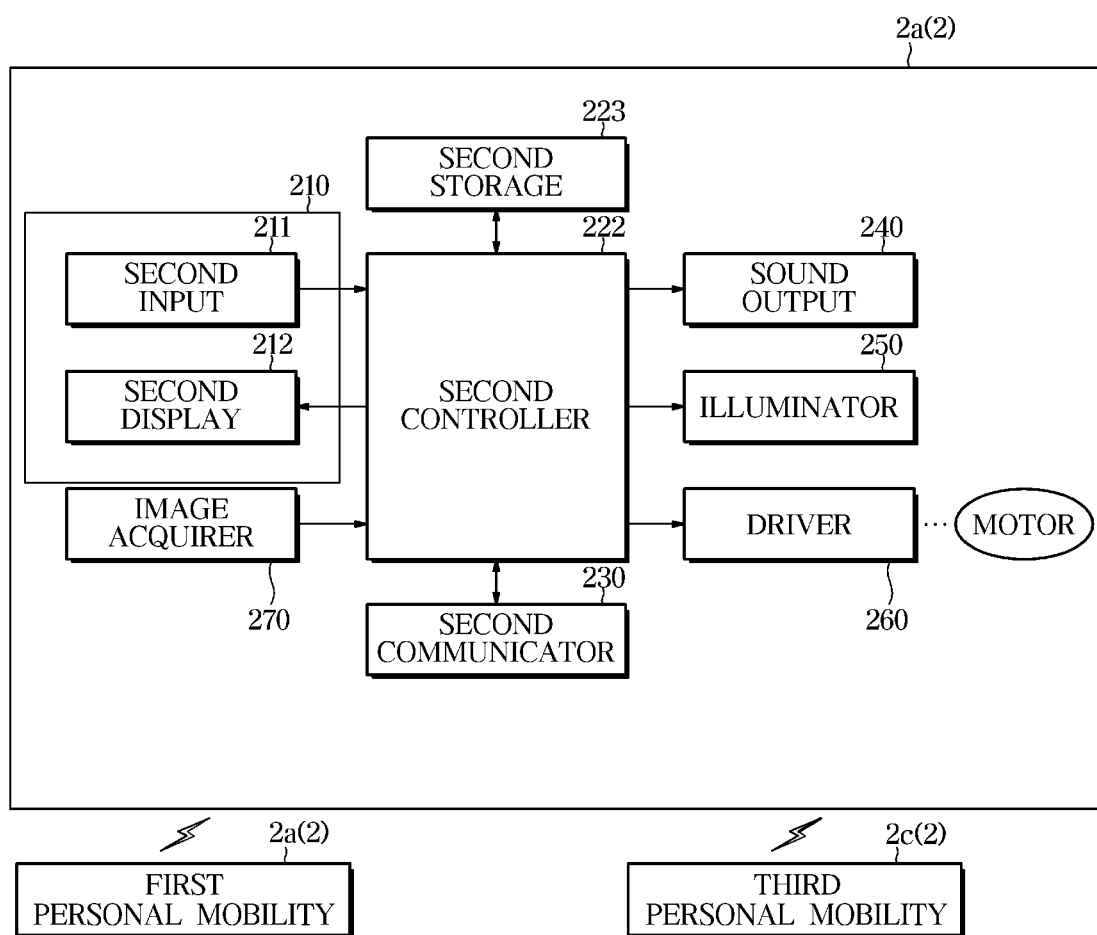 2a(2)
223
SECOND
STORAGE
210
211
SECOND
INPUT
222
SECOND
CONTROLLER
240
SOUND
OUTPUT
212
SECOND
DISPLAY
250
ILLUMINATOR
IMAGE
ACQUIRER
270
DRIVER
260
...
MOTOR
230
SECOND
COMMUNICATOR
2a(2)
FIRST
PERSONAL MOBILITY
2c(2)
THIRD
PERSONAL MOBILITY